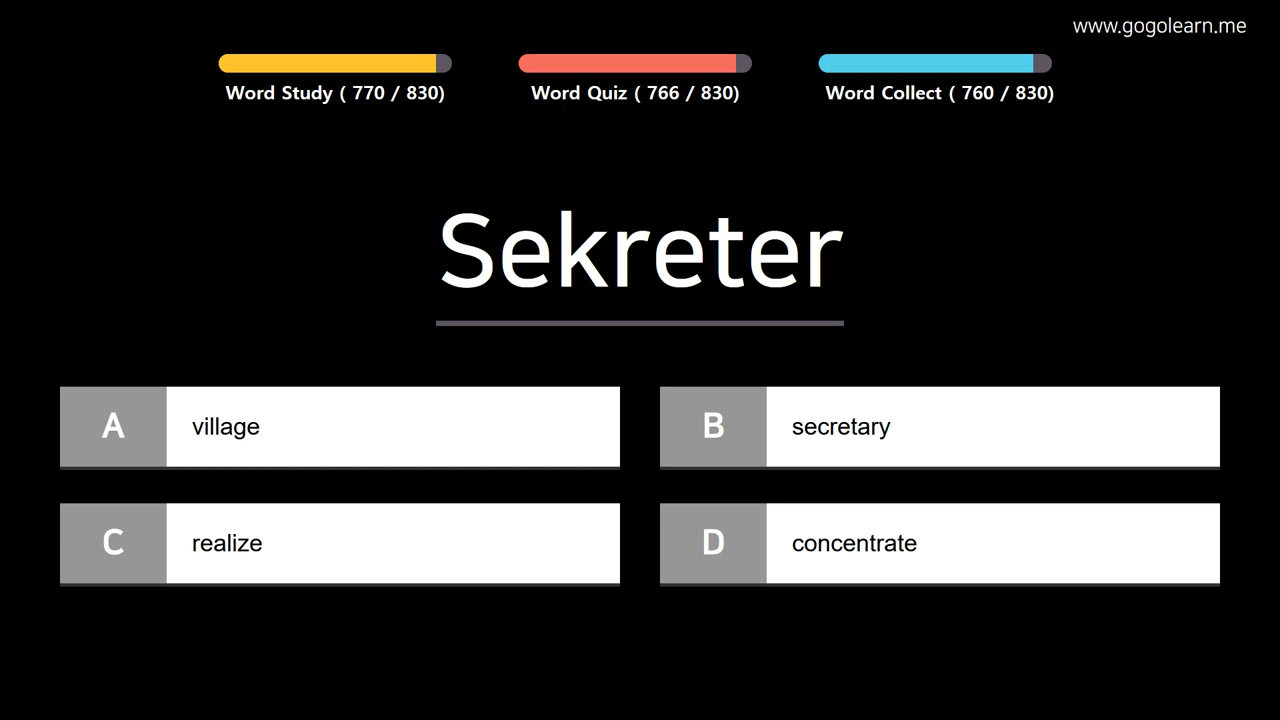 www.gogolearn.me
Word Study ( 770 / 830)
Word Quiz ( 766 / 830)
Word Collect ( 760 / 830)
Sekreter
A village
B secretary
C realize
D concentrate